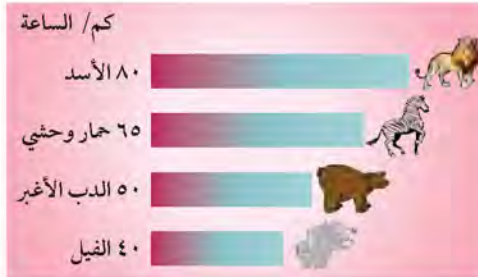 كم/ الساعة
٨٠ الأسد
٦٥ حمار وحشي
٥٠ الدب الأغبر
٤٠ الفيل